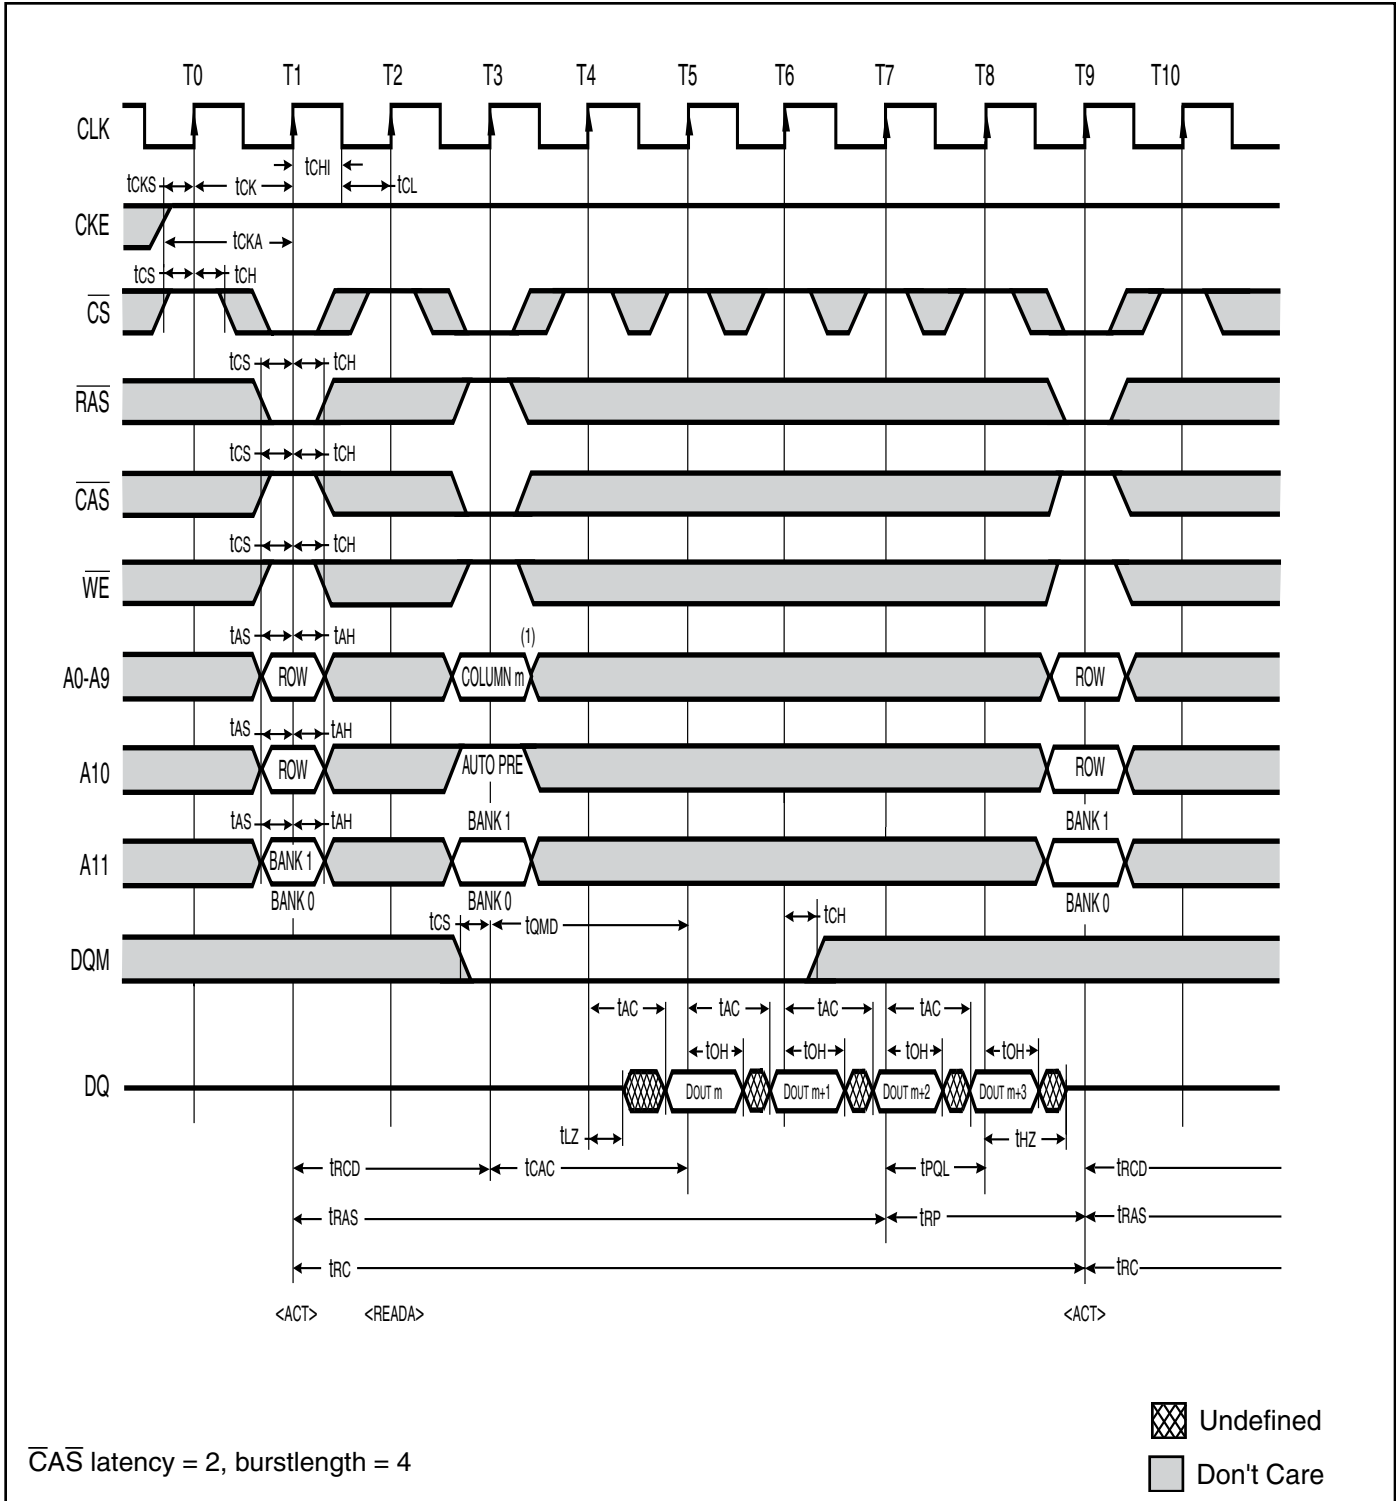 T0 T1 T2 T3 T4 T5 T6 T7 T8 T9 T10
CLK
tCHI
tCKS tCK tCL
CKE
tCKA
tCS tCH
CS
tCS tCH
RAS
tCS tCH
CAS
tCS tCH
WE
tAS tAH (1)
A0-A9 ROW COLUMN m ROW
tAS tAH
A10 ROW AUTO PRE ROW
tAS tAH BANK 1 BANK 1
A11 BANK 1
BANK 0 BANK 0 BANK 0
tCS tQMD tCH
DQM
tAC tAC tAC tAC
tOH tOH tOH tOH
DQ DOUT m DOUT m+1 DOUT m+2 DOUT m+3
tLZ tHZ
tRCD tCAC tPQL tRCD
tRAS tRP tRAS
tRC tRC
<ACT> <READA> <ACT>
Undefined
CAS latency = 2, burstlength = 4
Don't Care